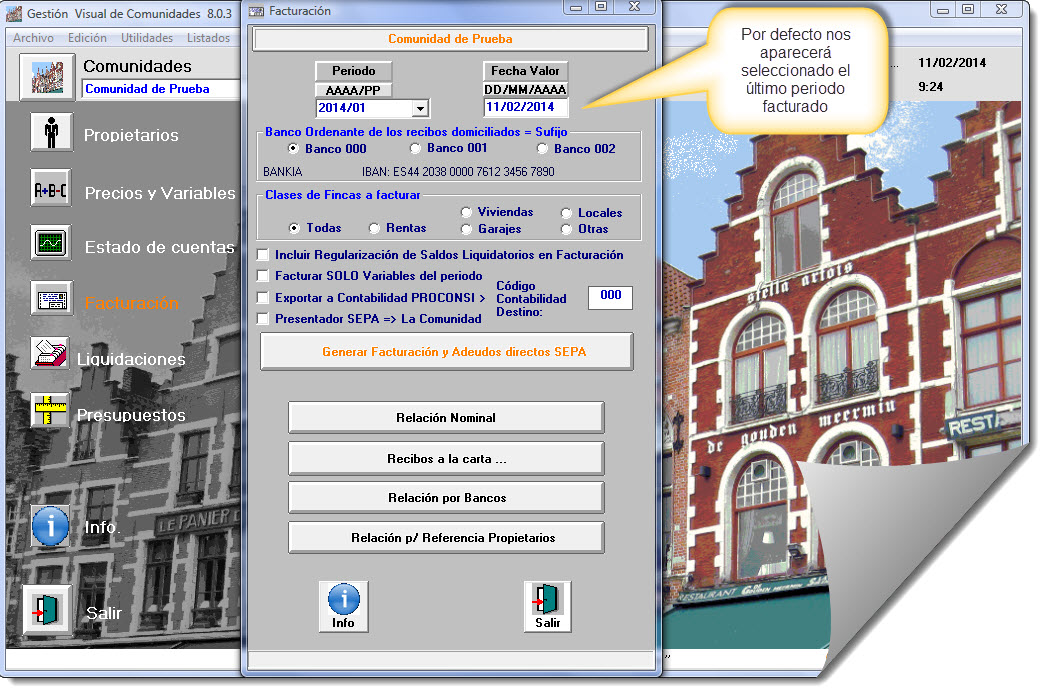 Gestión Visual de Comunidades 8.0.3
Archivo Edición Utilidades Listados
Comunidades
Comunidad de Prueba
Propietarios
A+B-C
Precios y Variables
Estado de cuentas
Facturación
Liquidaciones
Presupuestos
Info.
Salir
LE PANIER
Facturación
Comunidad de Prueba
Periodo
Fecha Valor
AAAA/PP
DD/MM/AAAA
2014/01
11/02/2014
Banco Ordenante de los recibos domiciliados = Sufijo
Banco 000
Banco 001
Banco 002
BANKIA IBAN: ES44 2038 0000 7612 3456 7890
Clases de Fincas a facturar
Viviendas
Locales
Todas
Rentas
Garajes
Otras
Incluir Regularización de Saldos Liquidatorios en Facturación
Facturar SOLO Variables del periodo
Exportar a Contabilidad PROCONSI >
Código
Contabilidad
Destino:
000
Presentador SEPA => La Comunidad
Generar Facturación y Adeudos directos SEPA
Relación Nominal
Recibos a la carta ...
Relación por Bancos
Relación p/ Referencia Propietarios
Info
Salir
Por defecto nos
aparecerá
seleccionado el
último periodo
facturado
... 11/02/2014
9:24
stella artois
de gouden meermin
RESTA
RESTAURANT